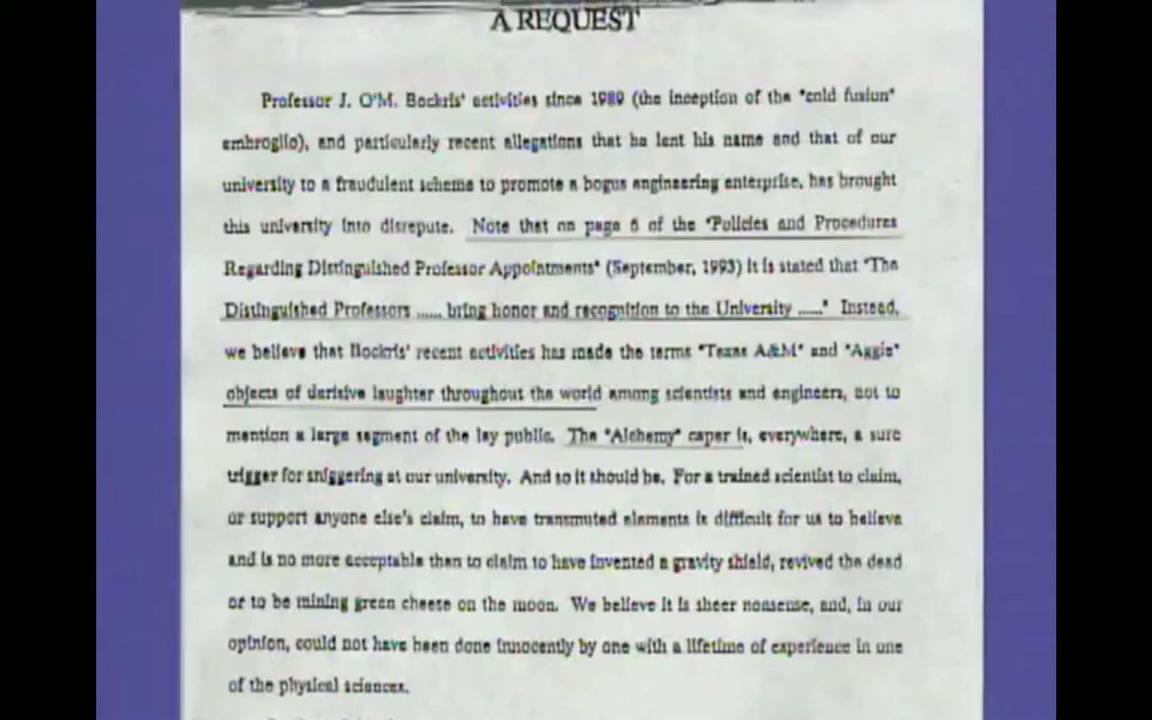 A REQUEST
Professor J. O'M. Bockris' activities since 1989 (the inception of the "cold fusion"
embroglio), and particularly recent allegations that he lent his name and that of our
university to a fraudulent scheme to promote a bogus engineering enterprise, has brought
this university into disrepute. Note that on page 6 of the "Policies and Procedures
Regarding Distinguished Professor Appointments" (September, 1993) it is stated that "The
Distinguished Professors ..... bring honor and recognition to the University ....." Instead,
we believe that Bockris' recent activities has made the terms "Texas A&M" and "Aggie"
objects of derisive laughter throughout the world among scientists and engineers, not to
mention a large segment of the lay public. The "Alchemy" caper is, everywhere, a sure
trigger for sniggering at our university. And so it should be. For a trained scientist to claim,
or support anyone else's claim, to have transmuted elements is difficult for us to believe
and is no more acceptable than to claim to have invented a gravity shield, revived the dead
or to be mining green cheese on the moon. We believe it is sheer nonsense, and, in our
opinion, could not have been done innocently by one with a lifetime of experience in one
of the physical sciences.